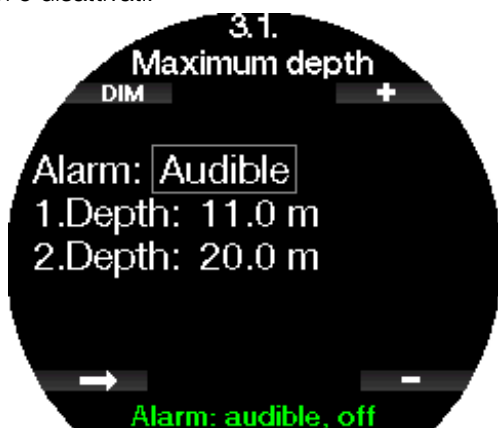 3.1.
Maximum depth
DIM +
Alarm: Audible
1.Depth: 11.0 m
2.Depth: 20.0 m
→ -
Alarm: audible, off